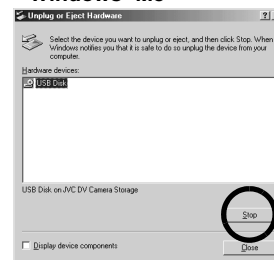 Windows® Me
Unplug or Eject Hardware
Select the device you want to unplug or eject, and then click Stop. When
Windows notifies you that it is safe to do so unplug the device from your
computer.
Hardware devices:
USB Disk
USB Disk on JVC DV Camera Storage
Stop
Display device components
Close